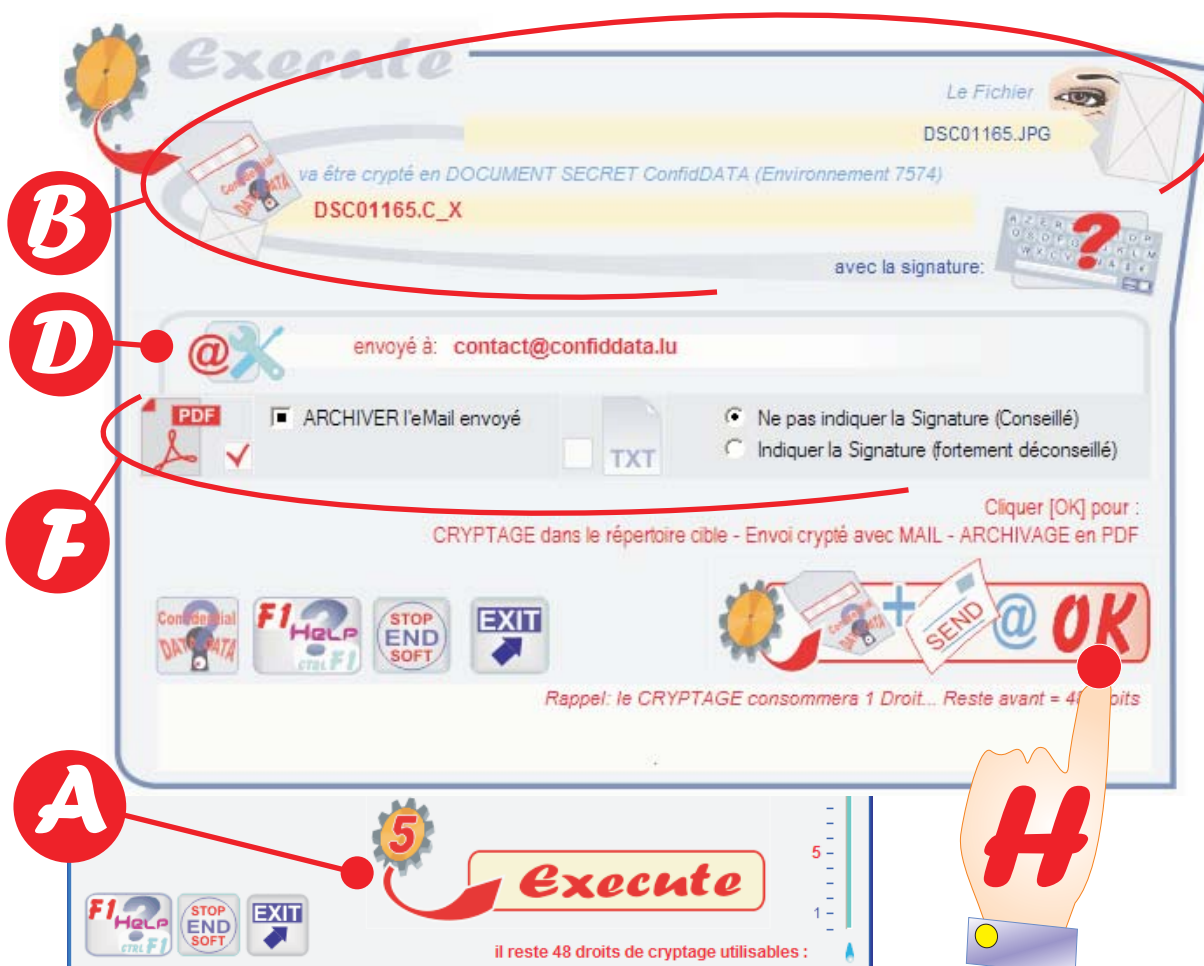 Execute
Le Fichier
DSC01165.JPG
va être crypté en DOCUMENT SECRET ConfidDATA (Environnement 7574)
DSC01165.C_X
B
avec la signature:
?
D
@
envoyé à: contact@confiddata.lu
PDF
ARCHIVER l'eMail envoyé
TXT
Ne pas indiquer la Signature (Conseillé)
Indiquer la Signature (fortement déconseillé)
F
Cliquer [OK] pour :
CRYPTAGE dans le répertoire cible - Envoi crypté avec MAIL - ARCHIVAGE en PDF
Confidential
DATA DATA
F1 HELP
CTRL F1
STOP
END
SOFT
EXIT
+ SEND @ OK
Rappel: le CRYPTAGE consommera 1 Droit... Reste avant = 48
A
H
5
Execute
5
1
F1 HELP
CTRL F1
STOP
END
SOFT
EXIT
il reste 48 droits de cryptage utilisables :